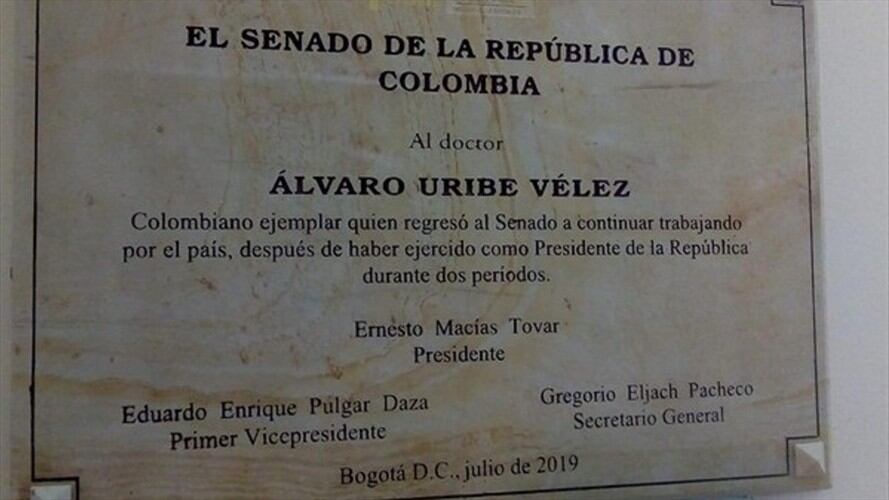 EL SENADO DE LA REPÚBLICA DE
COLOMBIA
Al doctor
ÁLVARO URIBE VÉLEZ
Colombiano ejemplar quien regresó al Senado a continuar trabajando
por el país, después de haber ejercido como Presidente de la República
durante dos períodos.
Ernesto Macías Tovar
Presidente
Eduardo Enrique Pulgar Daza
Primer Vicepresidente
Gregorio Eljach Pacheco
Secretario General
Bogotá D.C., julio de 2019